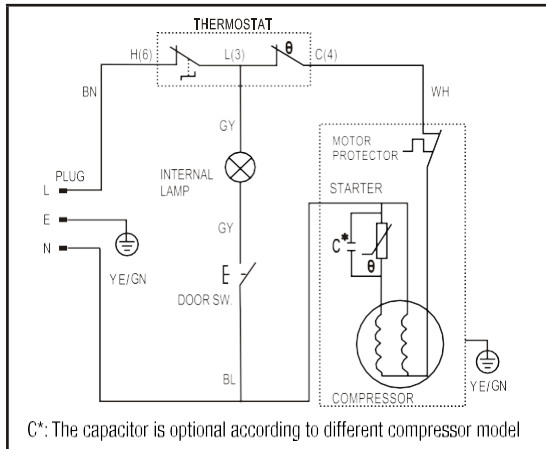 THERMOSTAT
H(6) L(3) θ C(4)
BN
WH
GY
MOTOR
PROTECTOR
INTERNAL
LAMP
PLUG
STARTER
L
E
N
GY
C*
θ
YE/GN
E
DOOR SW.
BL
YE/GN
COMPRESSOR
C*: The capacitor is optional according to different compressor model